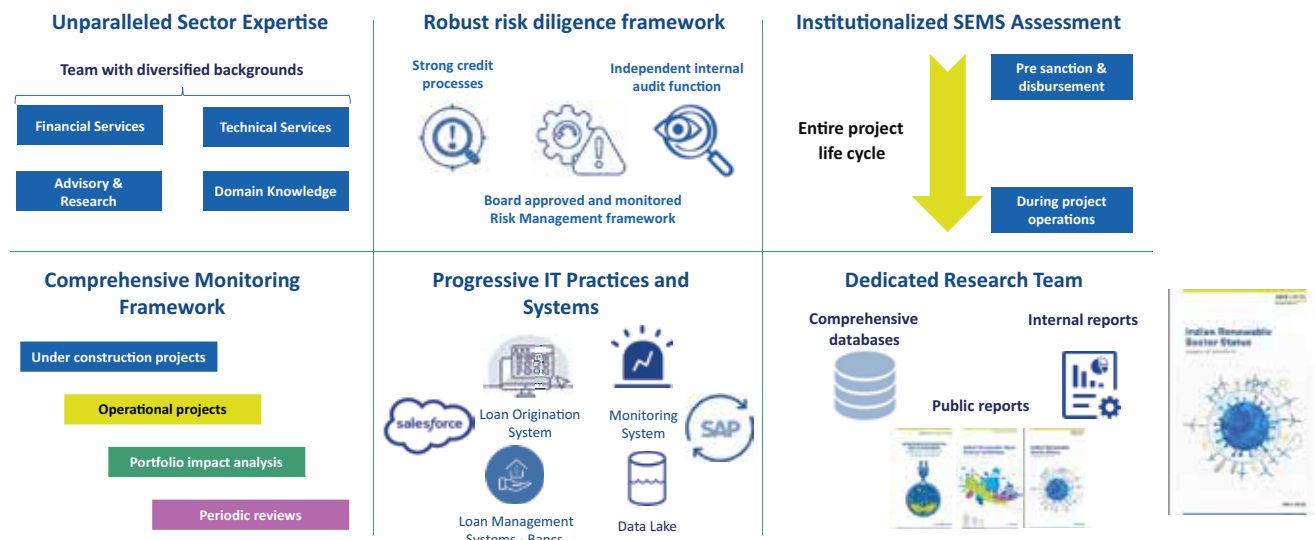 Unparalleled Sector Expertise
Team with diversified backgrounds
Financial Services
Technical Services
Advisory &
Research
Domain Knowledge
Robust risk diligence framework
Strong credit
processes
Independent internal
audit function
Board approved and monitored
Risk Management framework
Institutionalized SEMS Assessment
Entire project
life cycle
Pre sanction &
disbursement
During project
operations
Comprehensive Monitoring
Framework
Under construction projects
Operational projects
Portfolio impact analysis
Periodic reviews
Progressive IT Practices and
Systems
salesforce
Loan Origination
System
Monitoring
System
SAP
Loan Management
Systems - Bancs
Data Lake
Dedicated Research Team
Comprehensive
databases
Internal reports
Public reports
Indian Renewable
Sector Status